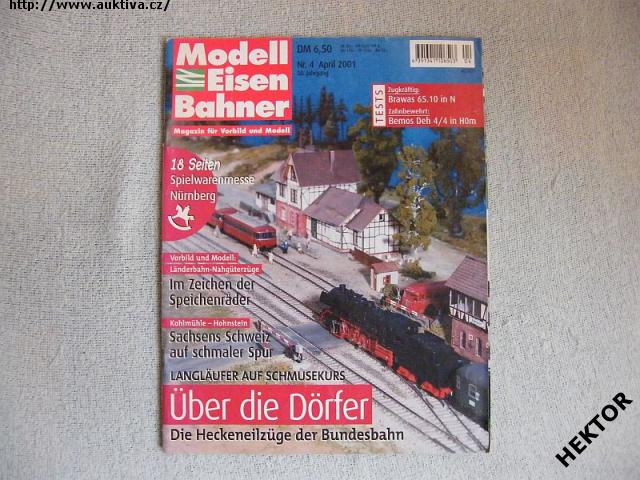 http://www.auktiva.cz/
Modell
Eisen
Bahner
Magazin für Vorbild und Modell
DM 6,50
Nr. 4 April 2001
50. Jahrgang
TESTS
Zugkräftig:
Brawas 65.10 in N
Zahnbewehrt:
Bemos Deh 4/4 in H0m
18 Seiten
Spielwarenmesse
Nürnberg
Vorbild und Modell:
Länderbahn-Nahgüterzüge
Im Zeichen der
Speichenräder
Kohlmühle – Hohnstein
Sachsens Schweiz
auf schmaler Spur
LANGLÄUFER AUF SCHMUSEKURS
Über die Dörfer
Die Heckeneilzüge der Bundesbahn
HEKTOR